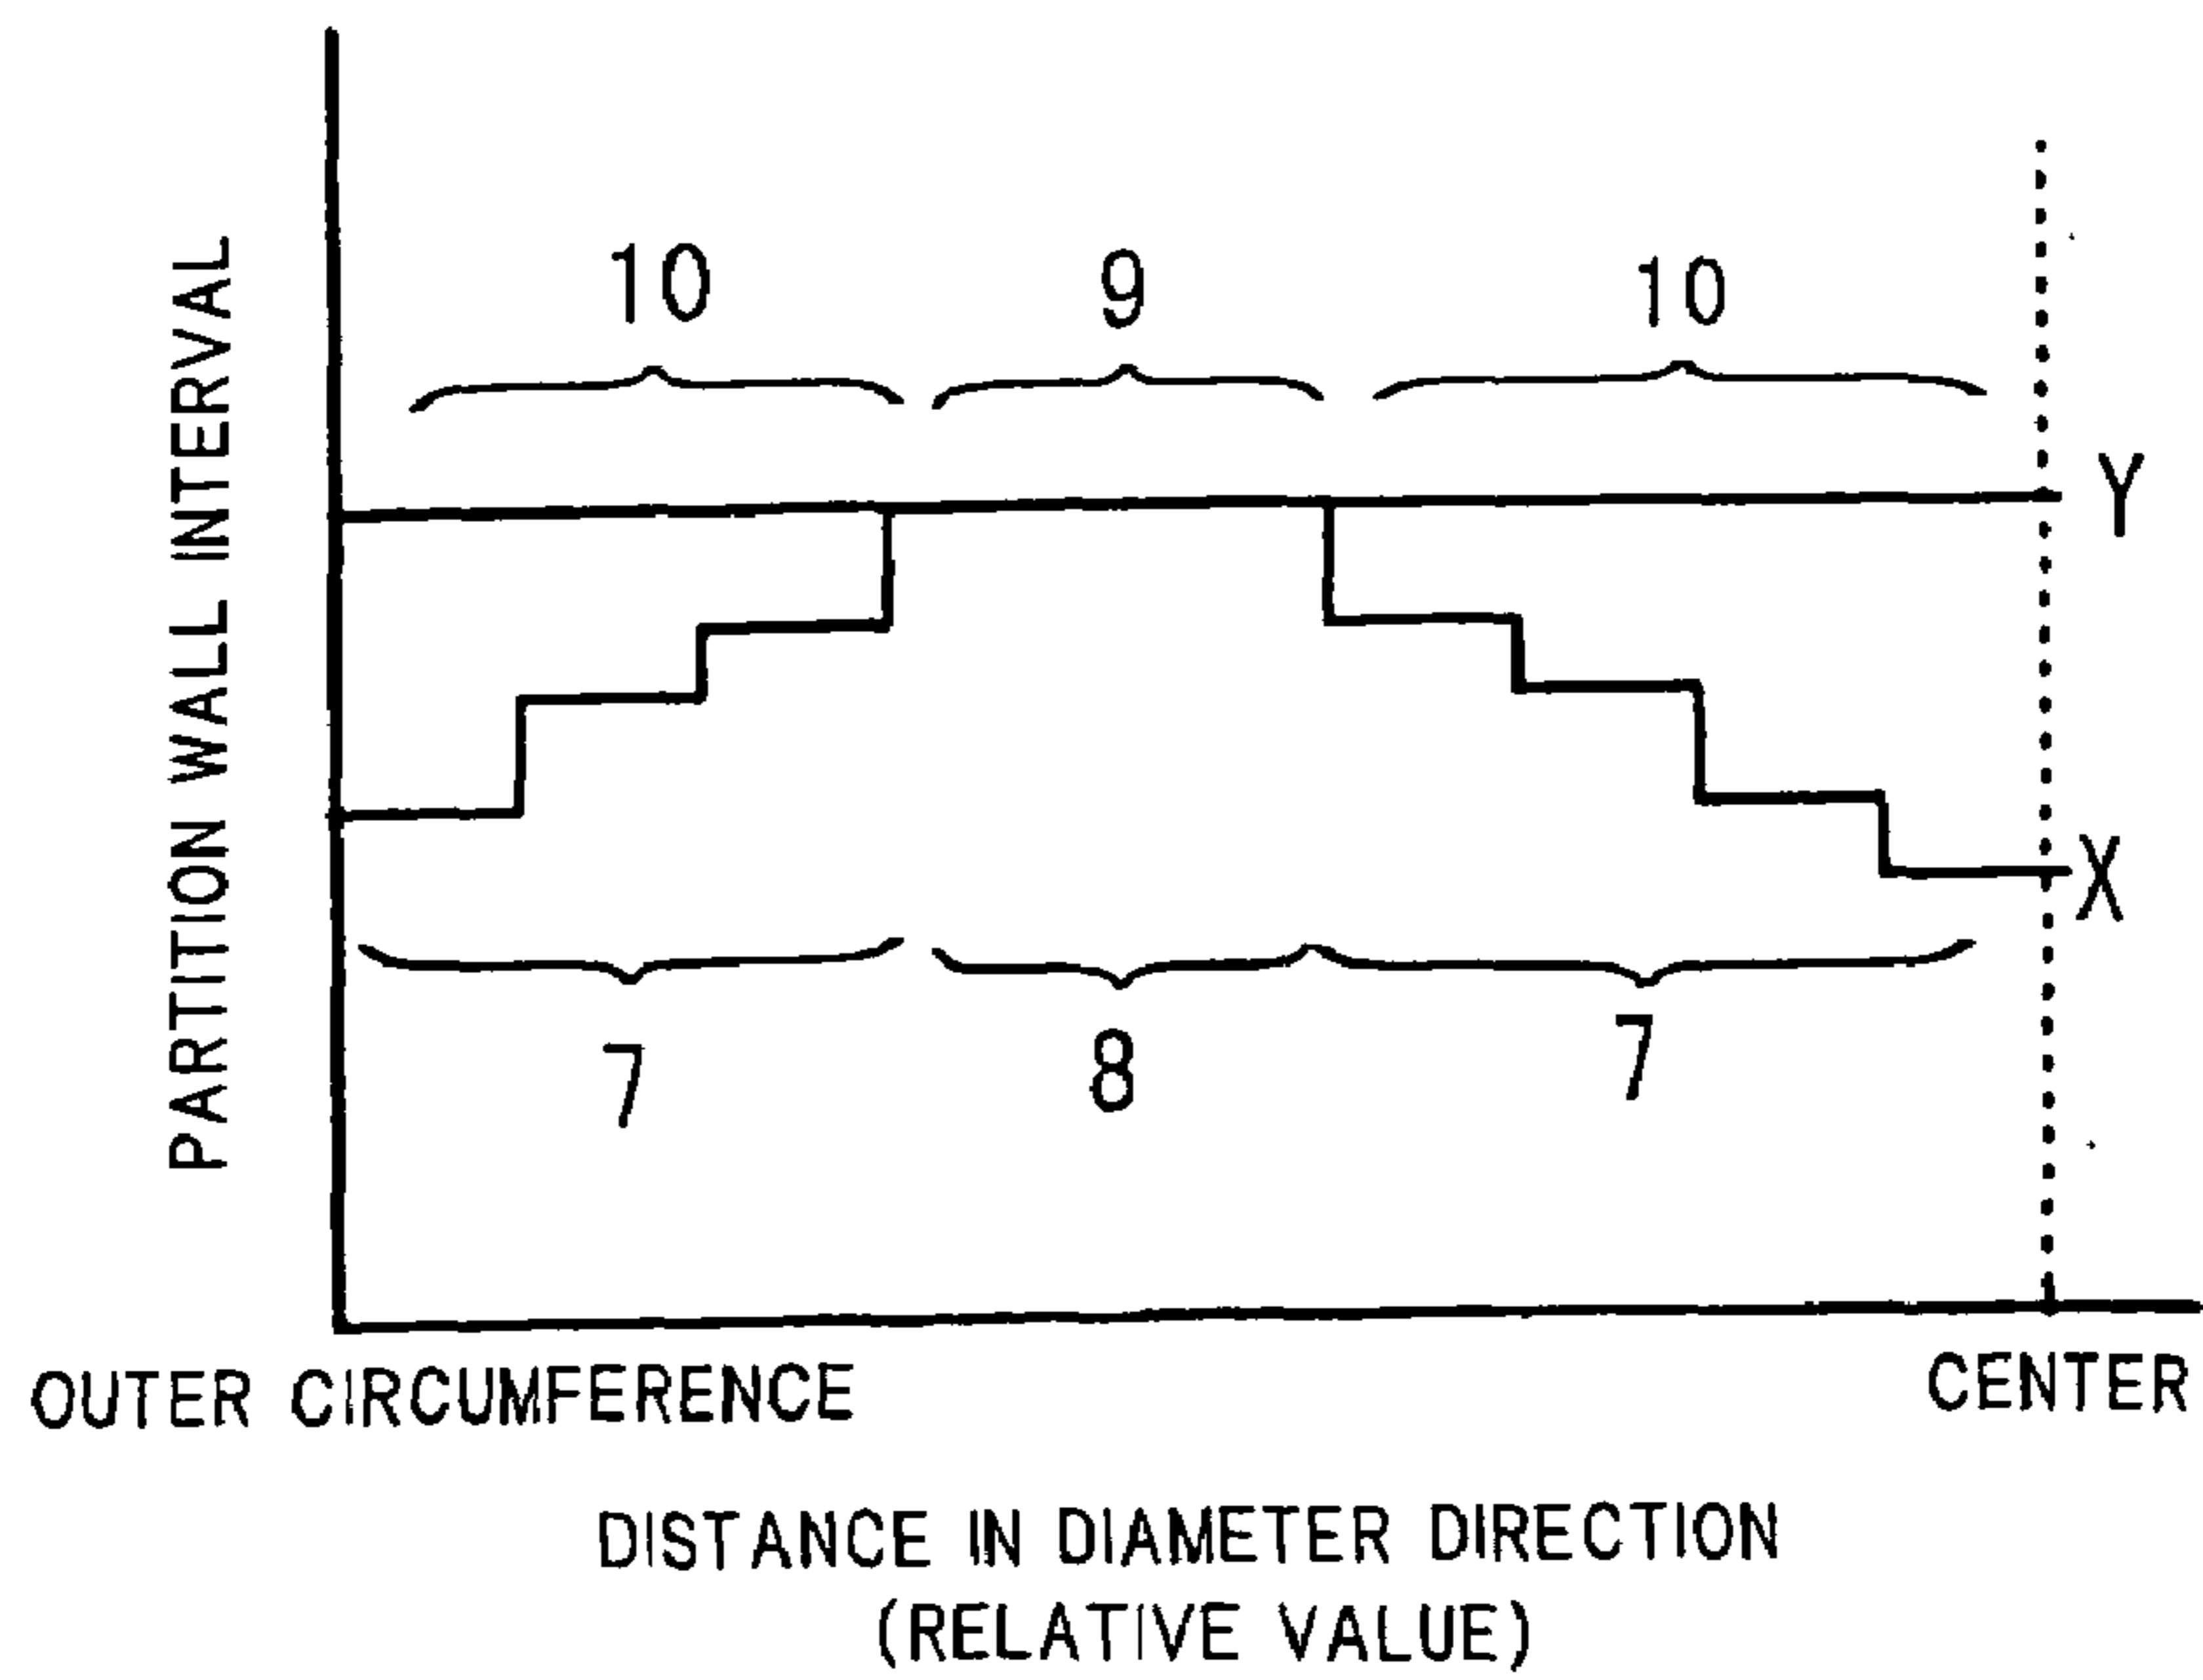 PARTITION WALL INTERVAL
10 9 10
Y
X
7 8 7
OUTER CIRCUMFERENCE CENTER
DISTANCE IN DIAMETER DIRECTION
(RELATIVE VALUE)